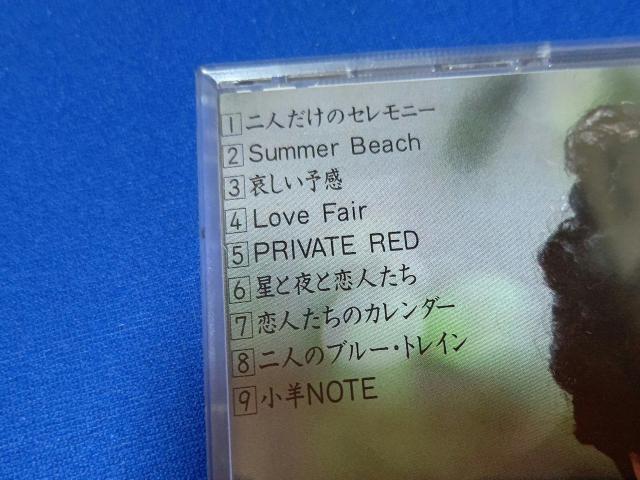 1 二人だけのセレモニー
2 Summer Beach
3 哀しい予感
4 Love Fair
5 PRIVATE RED
6 星と夜と恋人たち
7 恋人たちのカレンダー
8 二人のブルー・トレイン
9 小羊NOTE